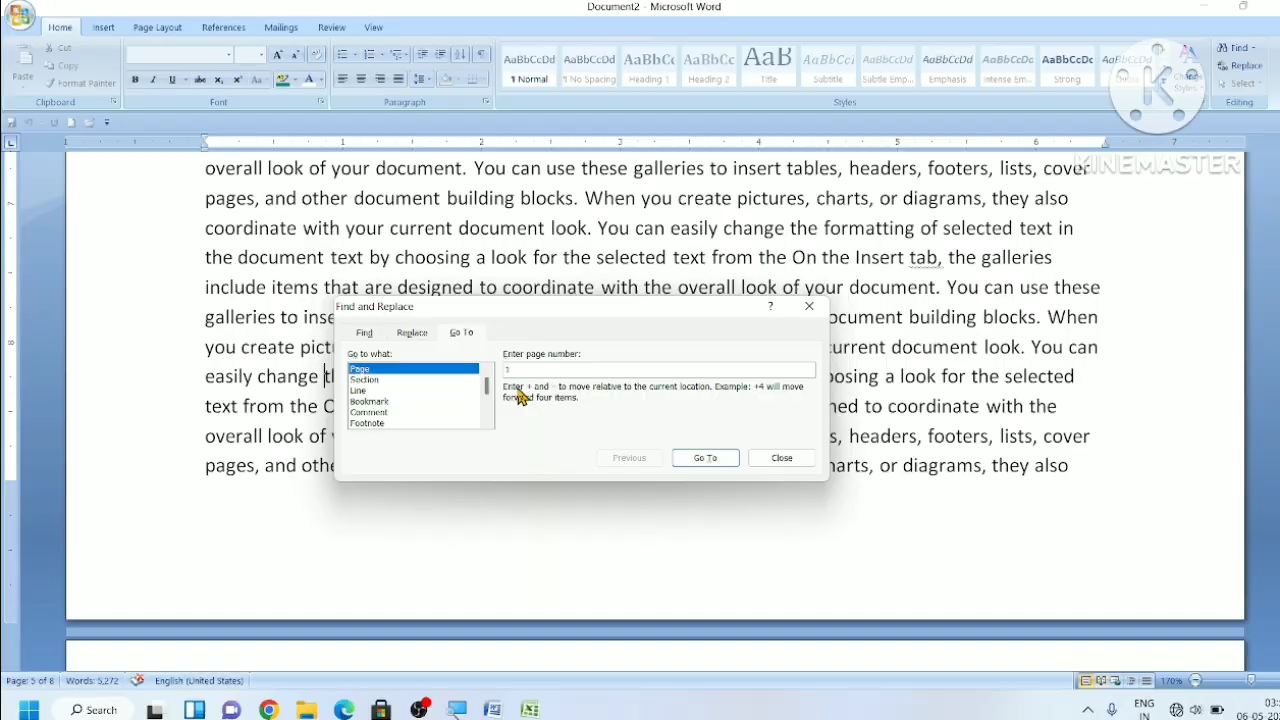 Document2 - Microsoft Word
Home Insert Page Layout References Mailings Review View
Cut
Copy
Paste
Format Painter
AaBbCcDd AaBbCcDd AaBbC AaBbCc AaB AaBbCc AaBbCcDd AaBbCcDd AaBbCcDd AaBbCcDd
1 Normal No Spacing Heading 1 Heading 2 Title Subtitle Subtle Emp... Emphasis Intense Em... Strong
Find
Replace
Select
Clipboard Font Paragraph Styles Editing
KINEMASTER
overall look of your document. You can use these galleries to insert tables, headers, footers, lists, cover
pages, and other document building blocks. When you create pictures, charts, or diagrams, they also
coordinate with your current document look. You can easily change the formatting of selected text in
the document text by choosing a look for the selected text from the On the Insert tab, the galleries
include items that are designed to coordinate with the overall look of your document. You can use these
galleries to ins
ocument building blocks. When
you create pict
urrent document look. You can
easily change t
osing a look for the selected
text from the O
ned to coordinate with the
overall look of
s, headers, footers, lists, cover
pages, and othe
harts, or diagrams, they also
Find and Replace ?
Find Replace Go To
Go to what:
Page
Section
Line
Bookmark
Comment
Footnote
Enter page number:
1
Enter + and – to move relative to the current location. Example: +4 will move
forward four items.
Previous Go To Close
Page: 5 of 8 Words: 5,272 English (United States) 170%
Search
ENG
IN